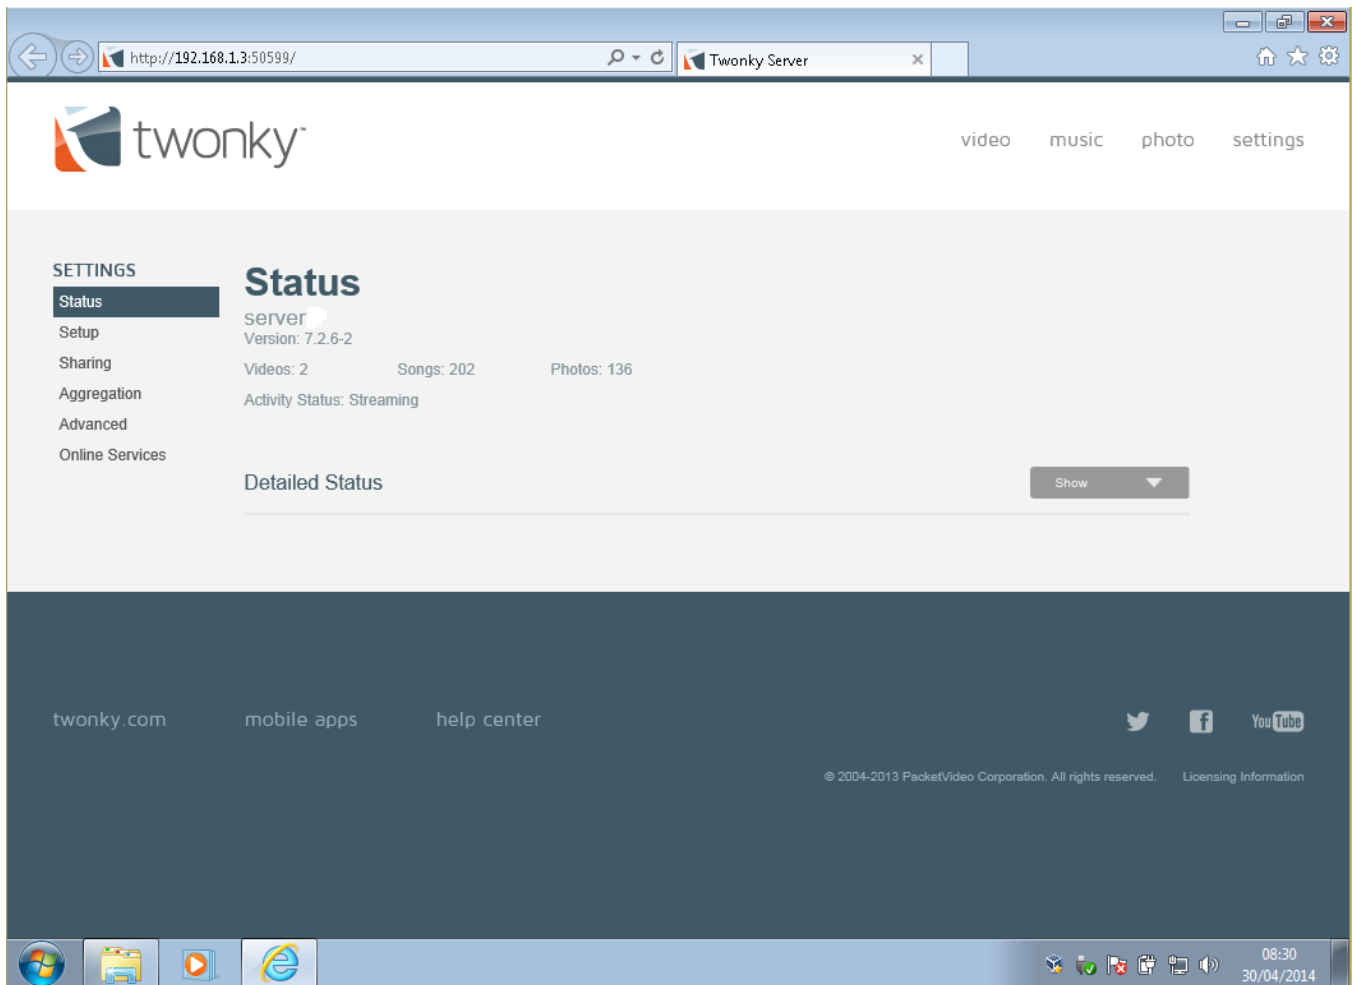 http://192.168.1.3:50599/
Twonky Server
twonky™
video music photo settings
SETTINGS
Status
Setup
Sharing
Aggregation
Advanced
Online Services
Status
server
Version: 7.2.6-2
Videos: 2 Songs: 202 Photos: 136
Activity Status: Streaming
Detailed Status
Show
twonky.com mobile apps help center
You Tube
© 2004-2013 PacketVideo Corporation. All rights reserved. Licensing Information
08:30
30/04/2014